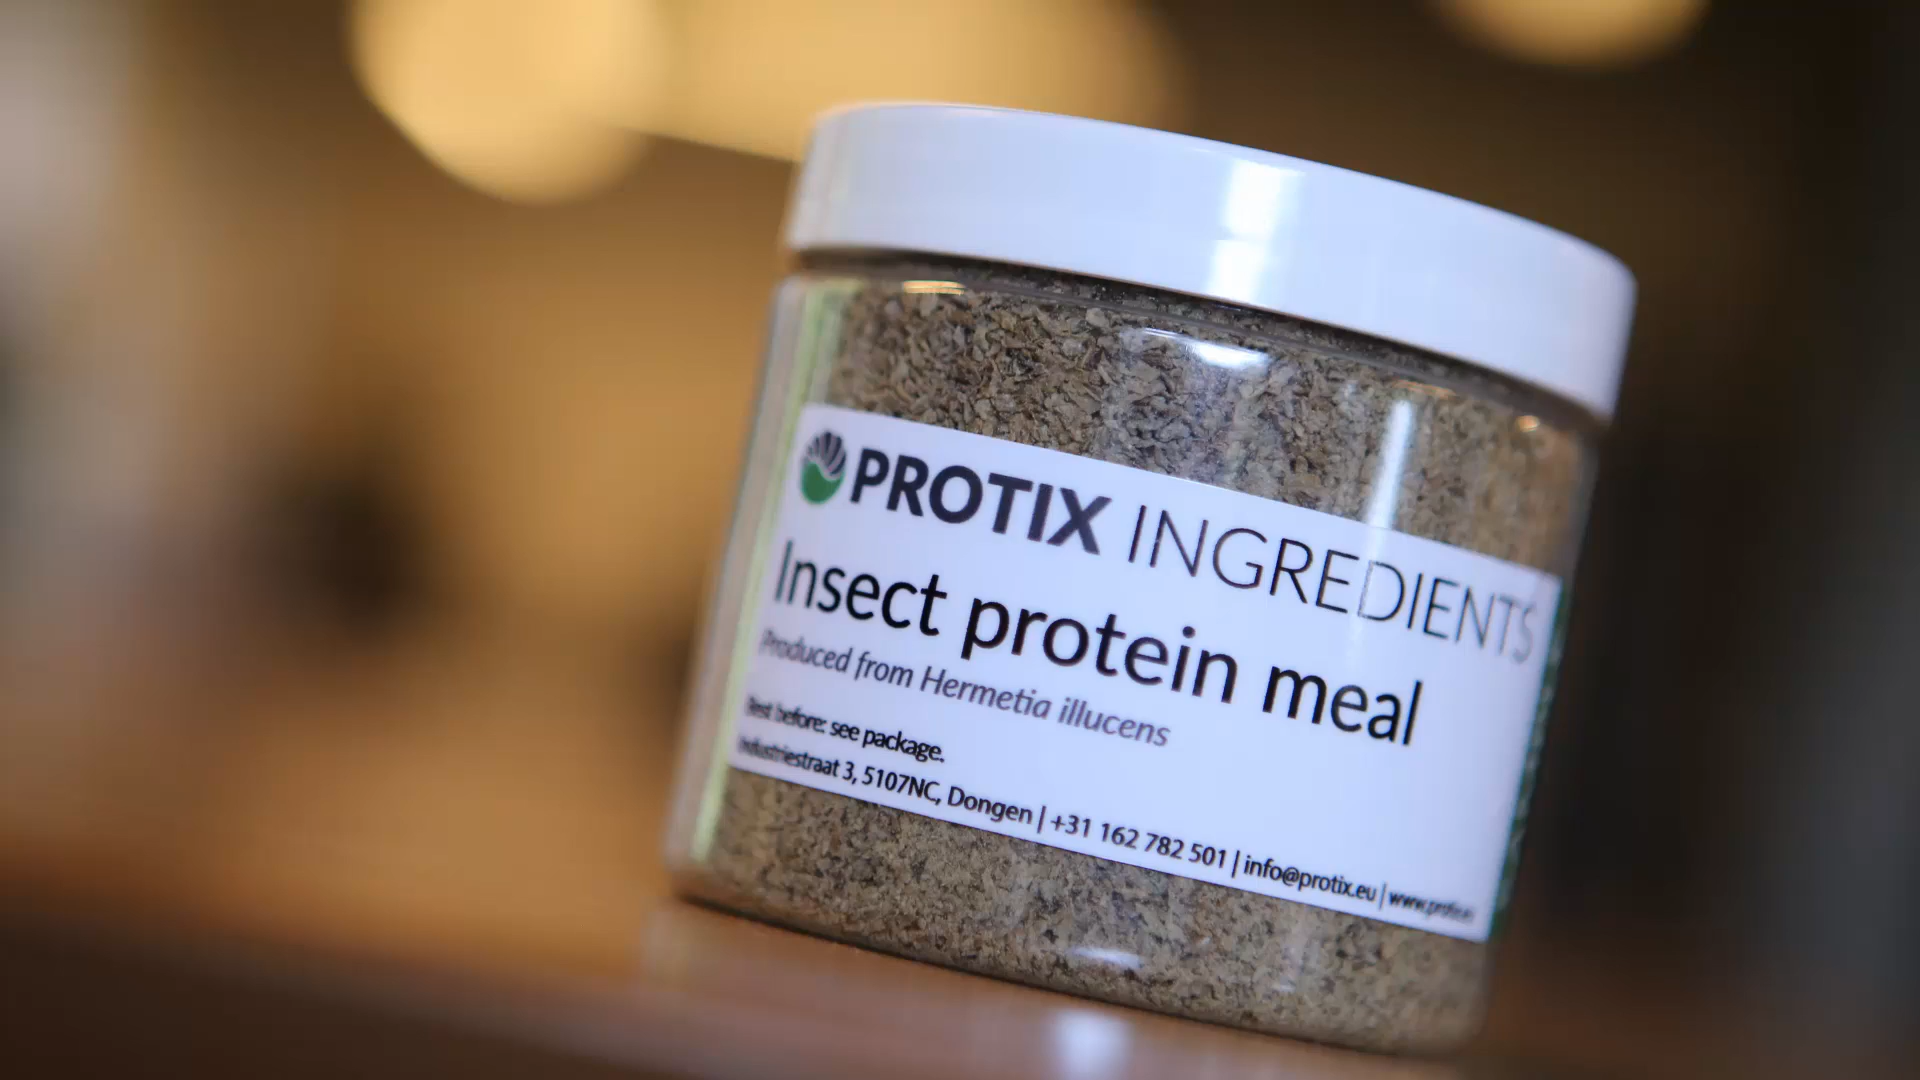 PROTIX INGREDIENTS
Insect protein meal
Produced from Hermetia illucens
Best before: see package.
Industriestraat 3, 5107NC, Dongen | +31 162 782 501 | info@protix.eu |